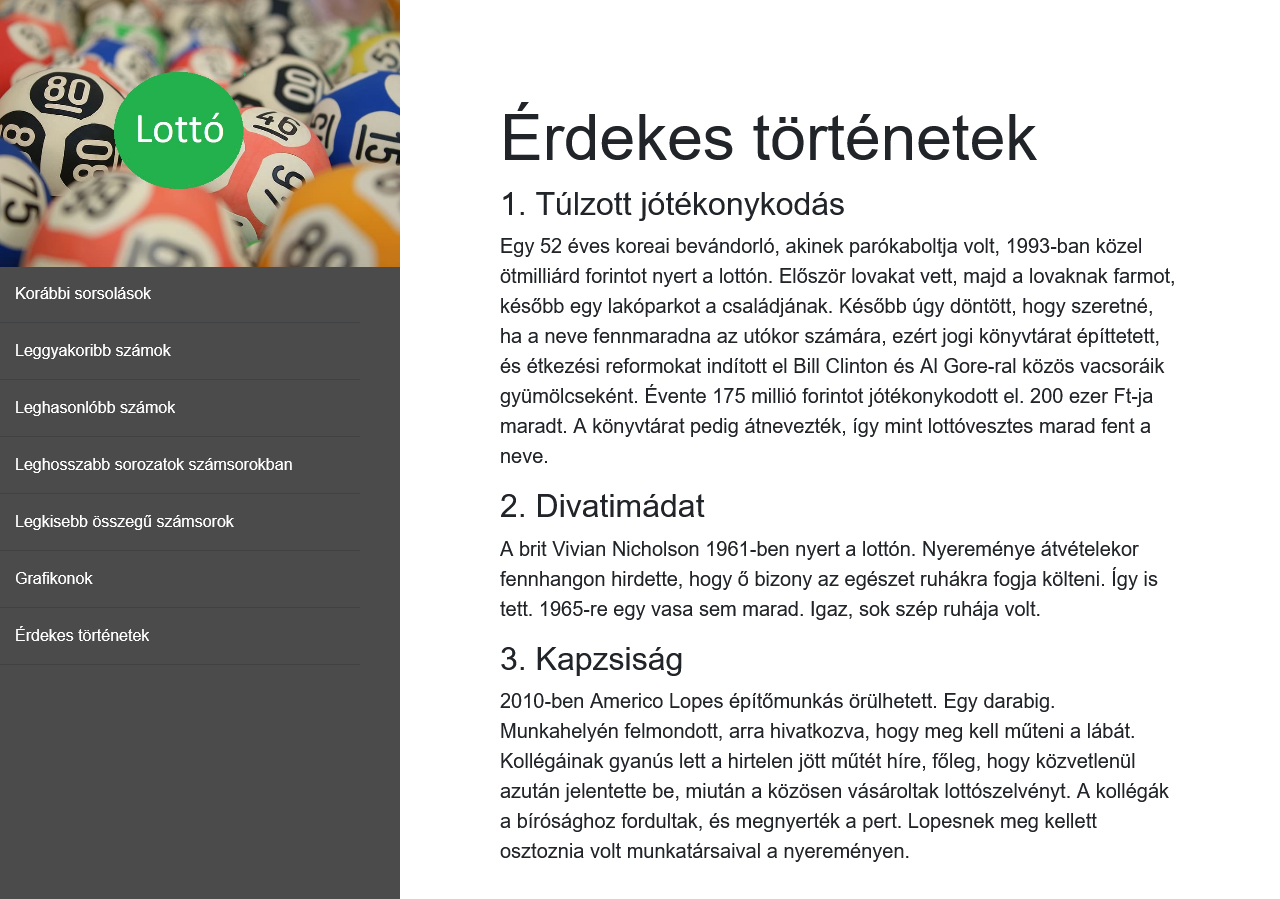 80
00
52
Lottó
46
8
80
15
75
97
Korábbi sorsolások
Leggyakoribb számok
Leghasonlóbb számok
Leghosszabb sorozatok számsorokban
Legkisebb összegű számsorok
Grafikonok
Érdekes történetek
Érdekes történetek
1. Túlzott jótékonykodás
Egy 52 éves koreai bevándorló, akinek parókaboltja volt, 1993-ban közel
ötmilliárd forintot nyert a lottón. Először lovakat vett, majd a lovaknak farmot,
később egy lakóparkot a családjának. Később úgy döntött, hogy szeretné,
ha a neve fennmaradna az utókor számára, ezért jogi könyvtárat építtetett,
és étkezési reformokat indított el Bill Clinton és Al Gore-ral közös vacsoráik
gyümölcseként. Évente 175 millió forintot jótékonykodott el. 200 ezer Ft-ja
maradt. A könyvtárat pedig átnevezték, így mint lottóvesztes marad fent a
neve.
2. Divatimádat
A brit Vivian Nicholson 1961-ben nyert a lottón. Nyereménye átvételekor
fennhangon hirdette, hogy ő bizony az egészet ruhákra fogja költeni. Így is
tett. 1965-re egy vasa sem marad. Igaz, sok szép ruhája volt.
3. Kapzsiság
2010-ben Americo Lopes építőmunkás örülhetett. Egy darabig.
Munkahelyén felmondott, arra hivatkozva, hogy meg kell műteni a lábát.
Kollégáinak gyanús lett a hirtelen jött műtét híre, főleg, hogy közvetlenül
azután jelentette be, miután a közösen vásároltak lottószelvényt. A kollégák
a bírósághoz fordultak, és megnyerték a pert. Lopesnek meg kellett
osztoznia volt munkatársaival a nyereményen.